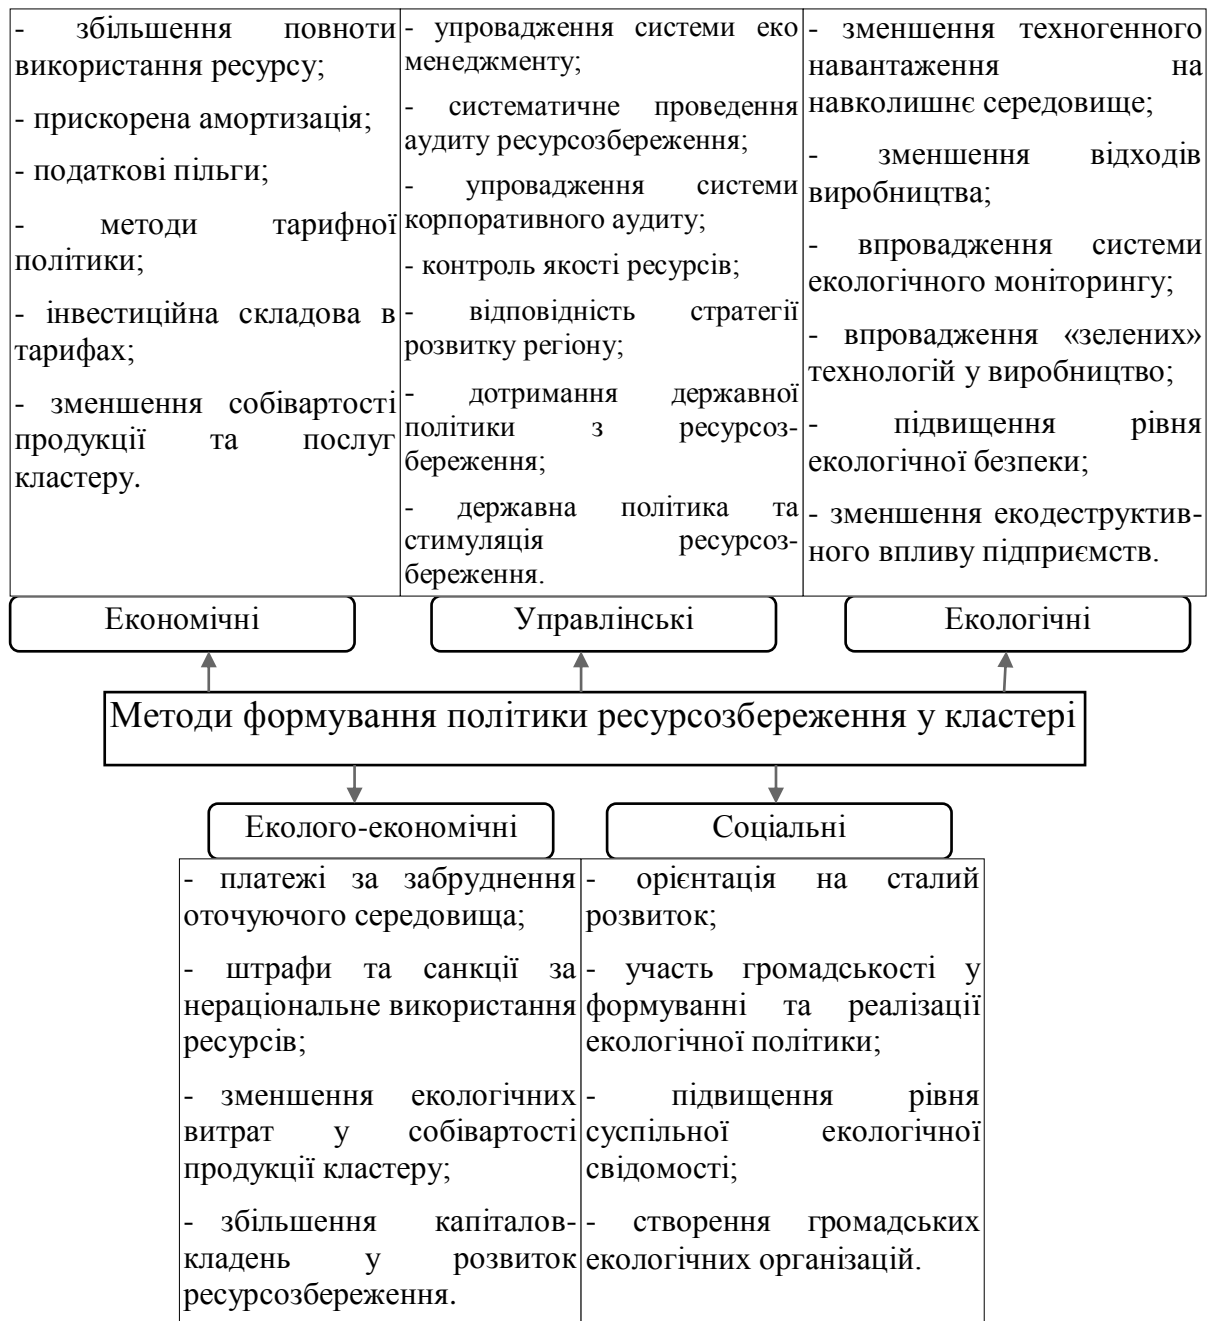 - збільшення повноти
використання ресурсу;
- прискорена амортизація;
- податкові пільги;
- методи тарифної
політики;
- інвестиційна складова в
тарифах;
- зменшення собівартості
продукції та послуг
кластеру.
- упровадження системи еко
менеджменту;
- систематичне проведення
аудиту ресурсозбереження;
- упровадження системи
корпоративного аудиту;
- контроль якості ресурсів;
- відповідність стратегії
розвитку регіону;
- дотримання державної
політики з ресурсоз-
береження;
- державна політика та
стимуляція ресурсоз-
береження.
- зменшення техногенного
навантаження на
навколишнє середовище;
- зменшення відходів
виробництва;
- впровадження системи
екологічного моніторингу;
- впровадження «зелених»
технологій у виробництво;
- підвищення рівня
екологічної безпеки;
- зменшення екодеструктив-
ного впливу підприємств.
Економічні
Управлінські
Екологічні
Методи формування політики ресурсозбереження у кластері
Еколого-економічні
Соціальні
- платежі за забруднення
оточуючого середовища;
- штрафи та санкції за
нераціональне використання
ресурсів;
- зменшення екологічних
витрат у собівартості
продукції кластеру;
- збільшення капіталов-
кладень у розвиток
ресурсозбереження.
- орієнтація на сталий
розвиток;
- участь громадськості у
формуванні та реалізації
екологічної політики;
- підвищення рівня
суспільної екологічної
свідомості;
- створення громадських
екологічних організацій.